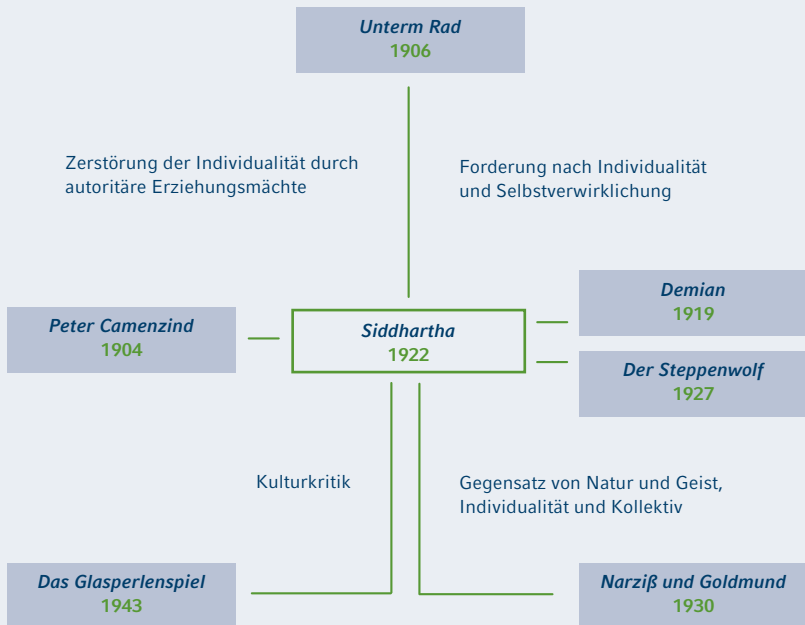 Unterm Rad
1906
Zerstörung der Individualität durch
autoritäre Erziehungsmächte
Forderung nach Individualität
und Selbstverwirklichung
Peter Camenzind
1904
Siddhartha
1922
Demian
1919
Der Steppenwolf
1927
Kulturkritik
Gegensatz von Natur und Geist,
Individualität und Kollektiv
Das Glasperlenspiel
1943
Narziß und Goldmund
1930